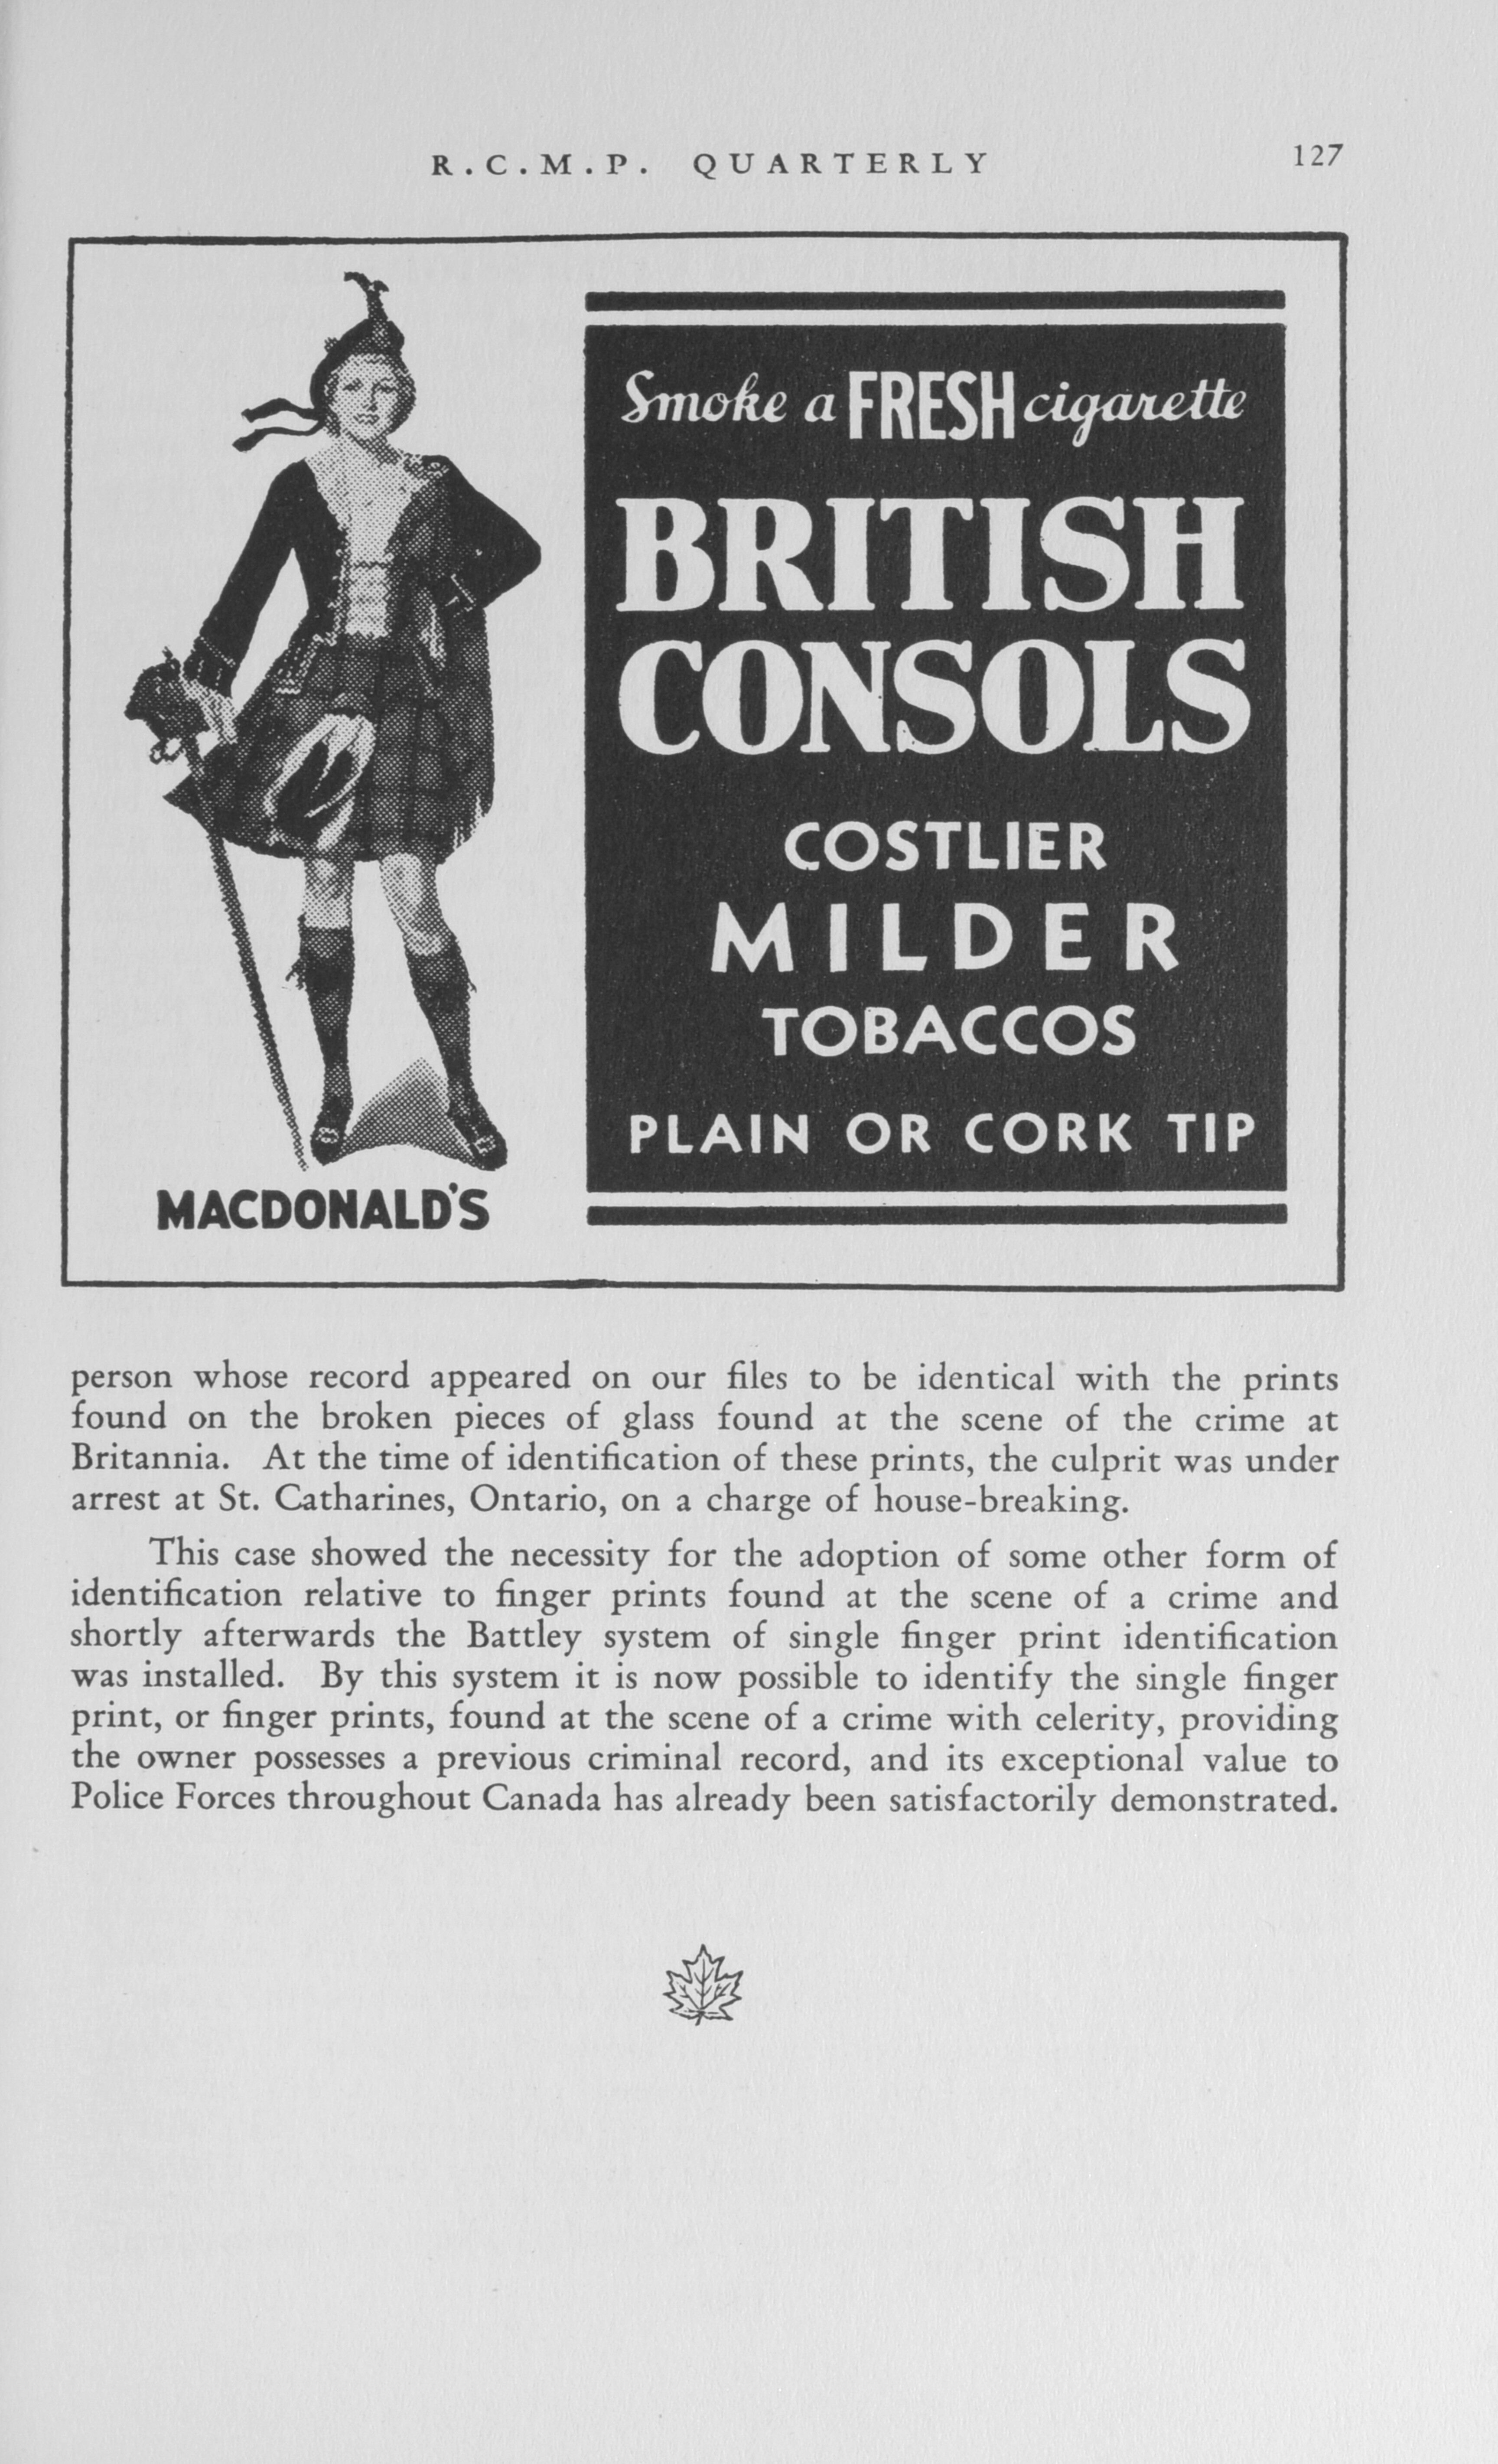 R.C.M.P. QUARTERLY 127
Smoke a FRESH cigarette
BRITISH
CONSOLS
COSTLIER
MILDER
TOBACCOS
PLAIN OR CORK TIP
MACDONALD'S
person whose record appeared on our files to be identical with the prints
found on the broken pieces of glass found at the scene of the crime at
Britannia. At the time of identification of these prints, the culprit was under
arrest at St. Catharines, Ontario, on a charge of house-breaking.
This case showed the necessity for the adoption of some other form of
identification relative to finger prints found at the scene of a crime and
shortly afterwards the Battley system of single finger print identification
was installed. By this system it is now possible to identify the single finger
print, or finger prints, found at the scene of a crime with celerity, providing
the owner possesses a previous criminal record, and its exceptional value to
Police Forces throughout Canada has already been satisfactorily demonstrated.